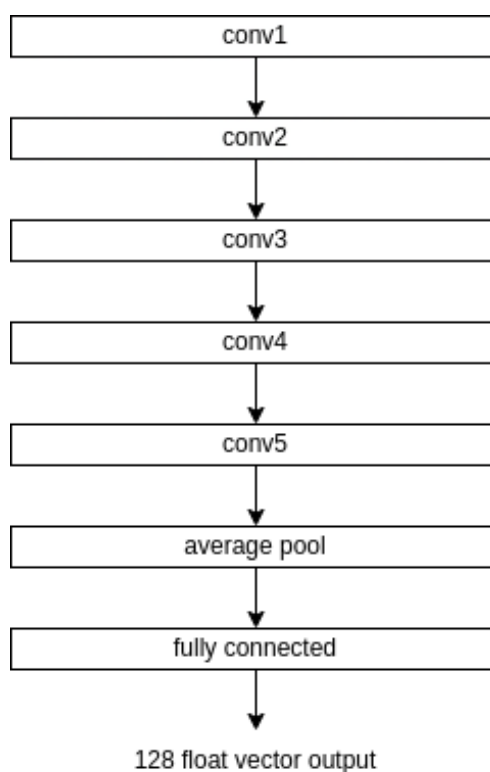 conv1
conv2
conv3
conv4
conv5
average pool
fully connected
128 float vector output